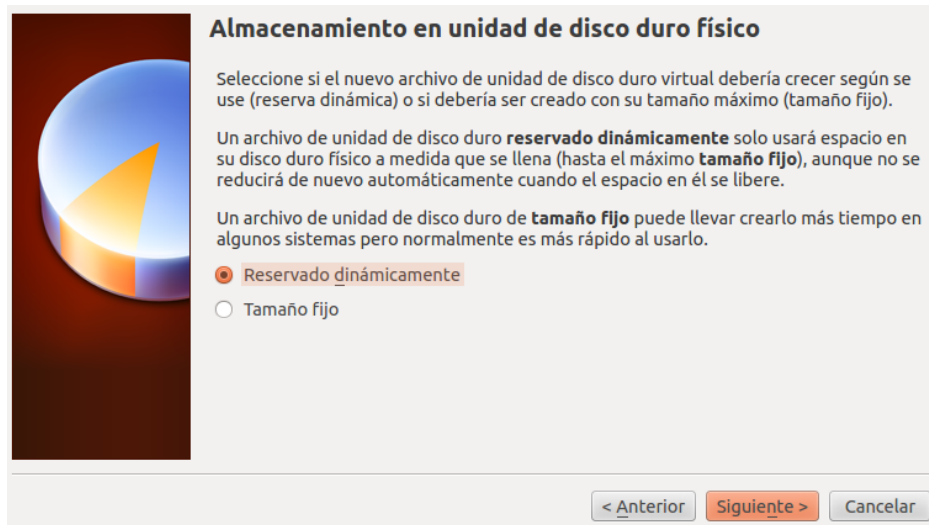 Almacenamiento en unidad de disco duro físico
Seleccione si el nuevo archivo de unidad de disco duro virtual debería crecer según se
use (reserva dinámica) o si debería ser creado con su tamaño máximo (tamaño fijo).
Un archivo de unidad de disco duro reservado dinámicamente solo usará espacio en
su disco duro físico a medida que se llena (hasta el máximo tamaño fijo), aunque no se
reducirá de nuevo automáticamente cuando el espacio en él se libere.
Un archivo de unidad de disco duro de tamaño fijo puede llevar crearlo más tiempo en
algunos sistemas pero normalmente es más rápido al usarlo.
Reservado dinámicamente
Tamaño fijo
< Anterior Siguiente > Cancelar